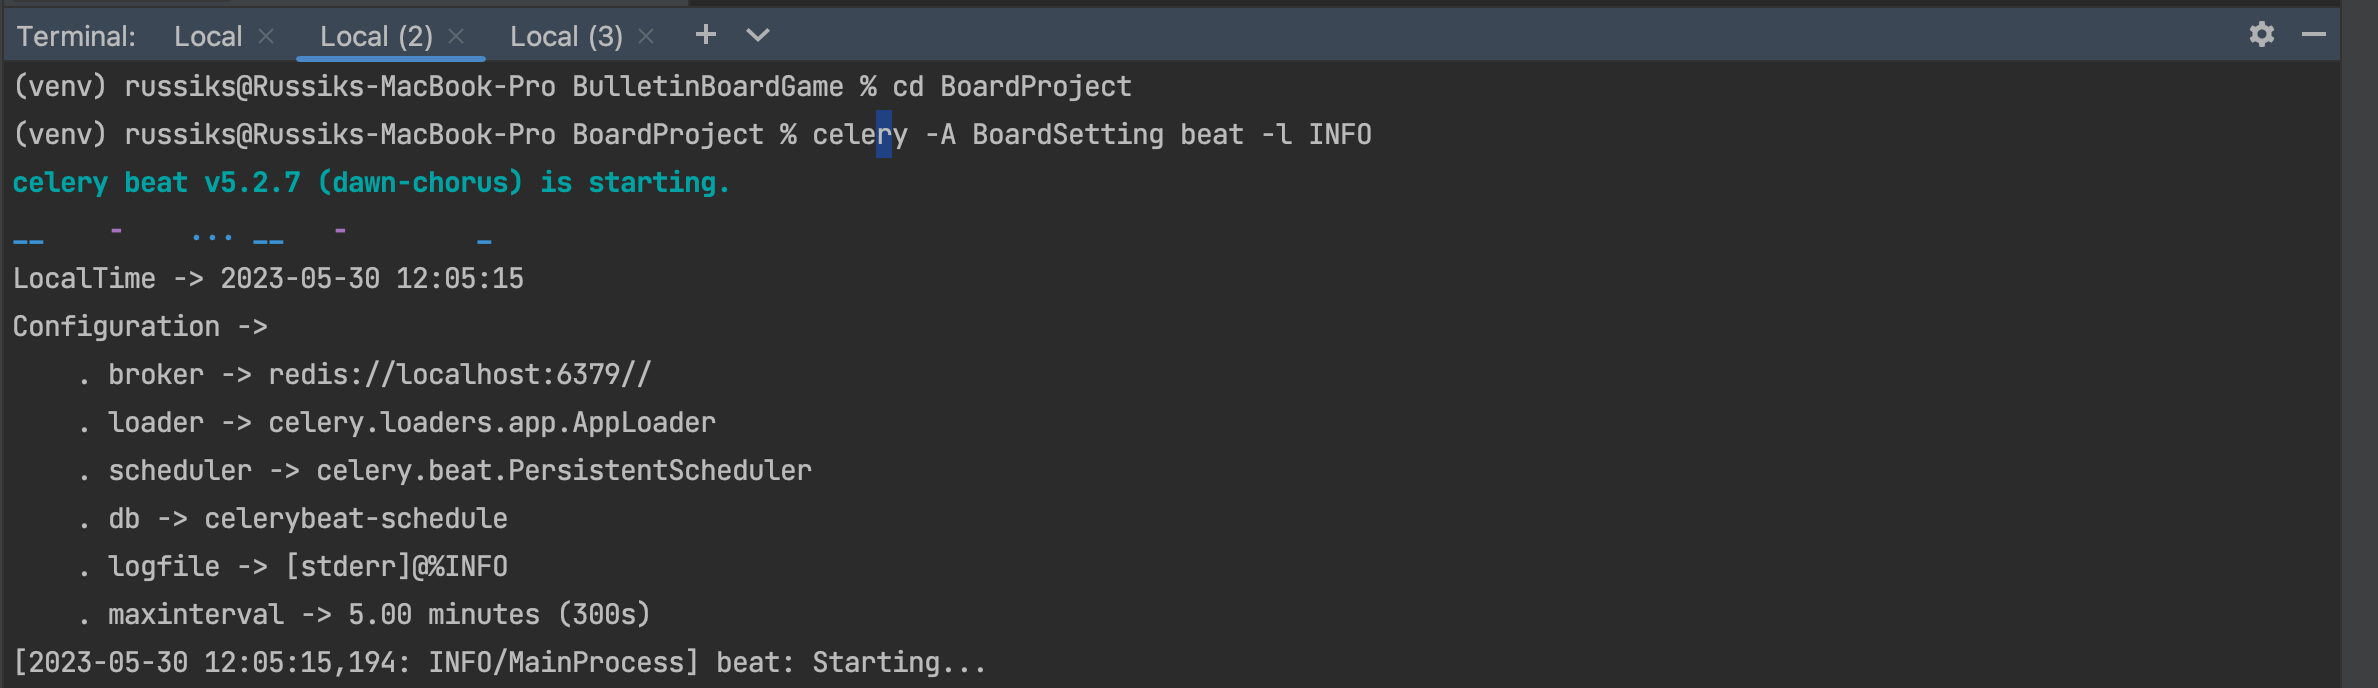 Terminal: Local Local (2) Local (3)
(venv) russiks@Russiks-MacBook-Pro BulletinBoardGame % cd BoardProject
(venv) russiks@Russiks-MacBook-Pro BoardProject % celery -A BoardSetting beat -l INFO
celery beat v5.2.7 (dawn-chorus) is starting.
__    -    ... __   -        _
LocalTime -> 2023-05-30 12:05:15
Configuration ->
    . broker -> redis://localhost:6379//
    . loader -> celery.loaders.app.AppLoader
    . scheduler -> celery.beat.PersistentScheduler
    . db -> celerybeat-schedule
    . logfile -> [stderr]@%INFO
    . maxinterval -> 5.00 minutes (300s)
[2023-05-30 12:05:15,194: INFO/MainProcess] beat: Starting...